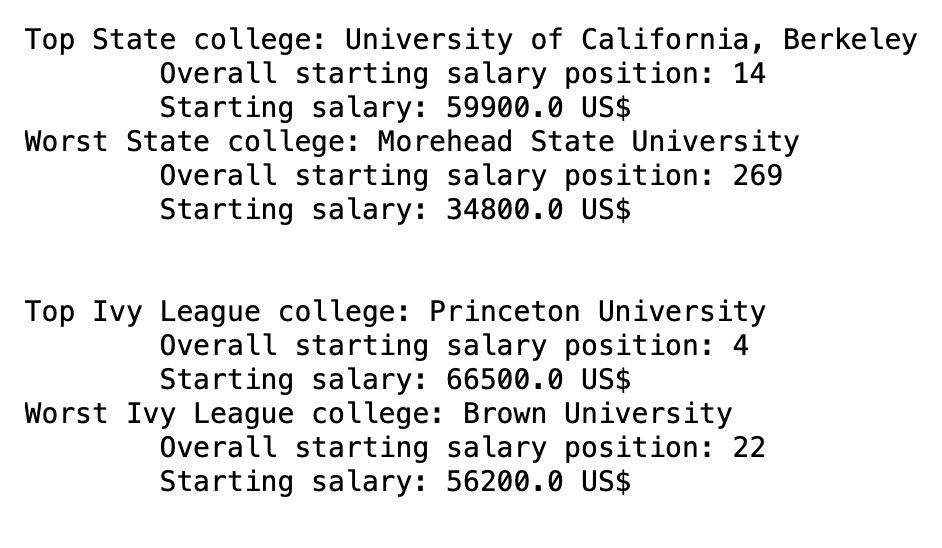 Top State college: University of California, Berkeley
Overall starting salary position: 14
Starting salary: 59900.0 US$
Worst State college: Morehead State University
Overall starting salary position: 269
Starting salary: 34800.0 US$
Top Ivy League college: Princeton University
Overall starting salary position: 4
Starting salary: 66500.0 US$
Worst Ivy League college: Brown University
Overall starting salary position: 22
Starting salary: 56200.0 US$